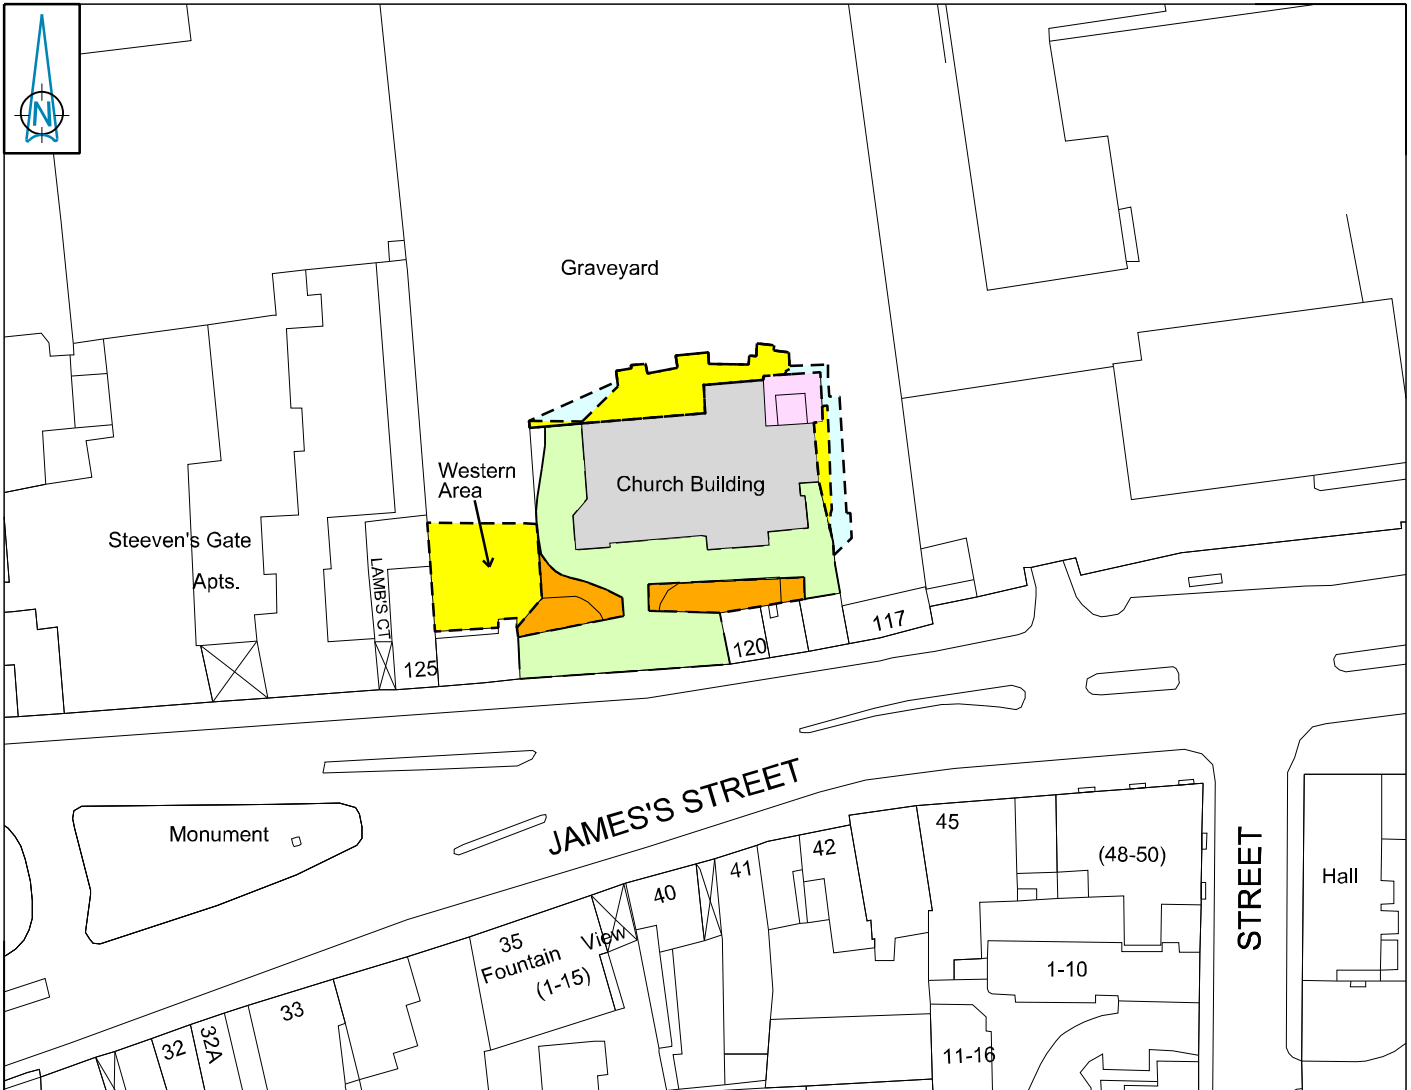 N
Graveyard
Western
Area
Church Building
Steeven's Gate
Apts.
LAMB'S CT
125
120
117
JAMES'S STREET
Monument
45
42
41
40
(48-50)
Hall
STREET
35
Fountain View
(1-15)
1-10
33
32A
32
11-16